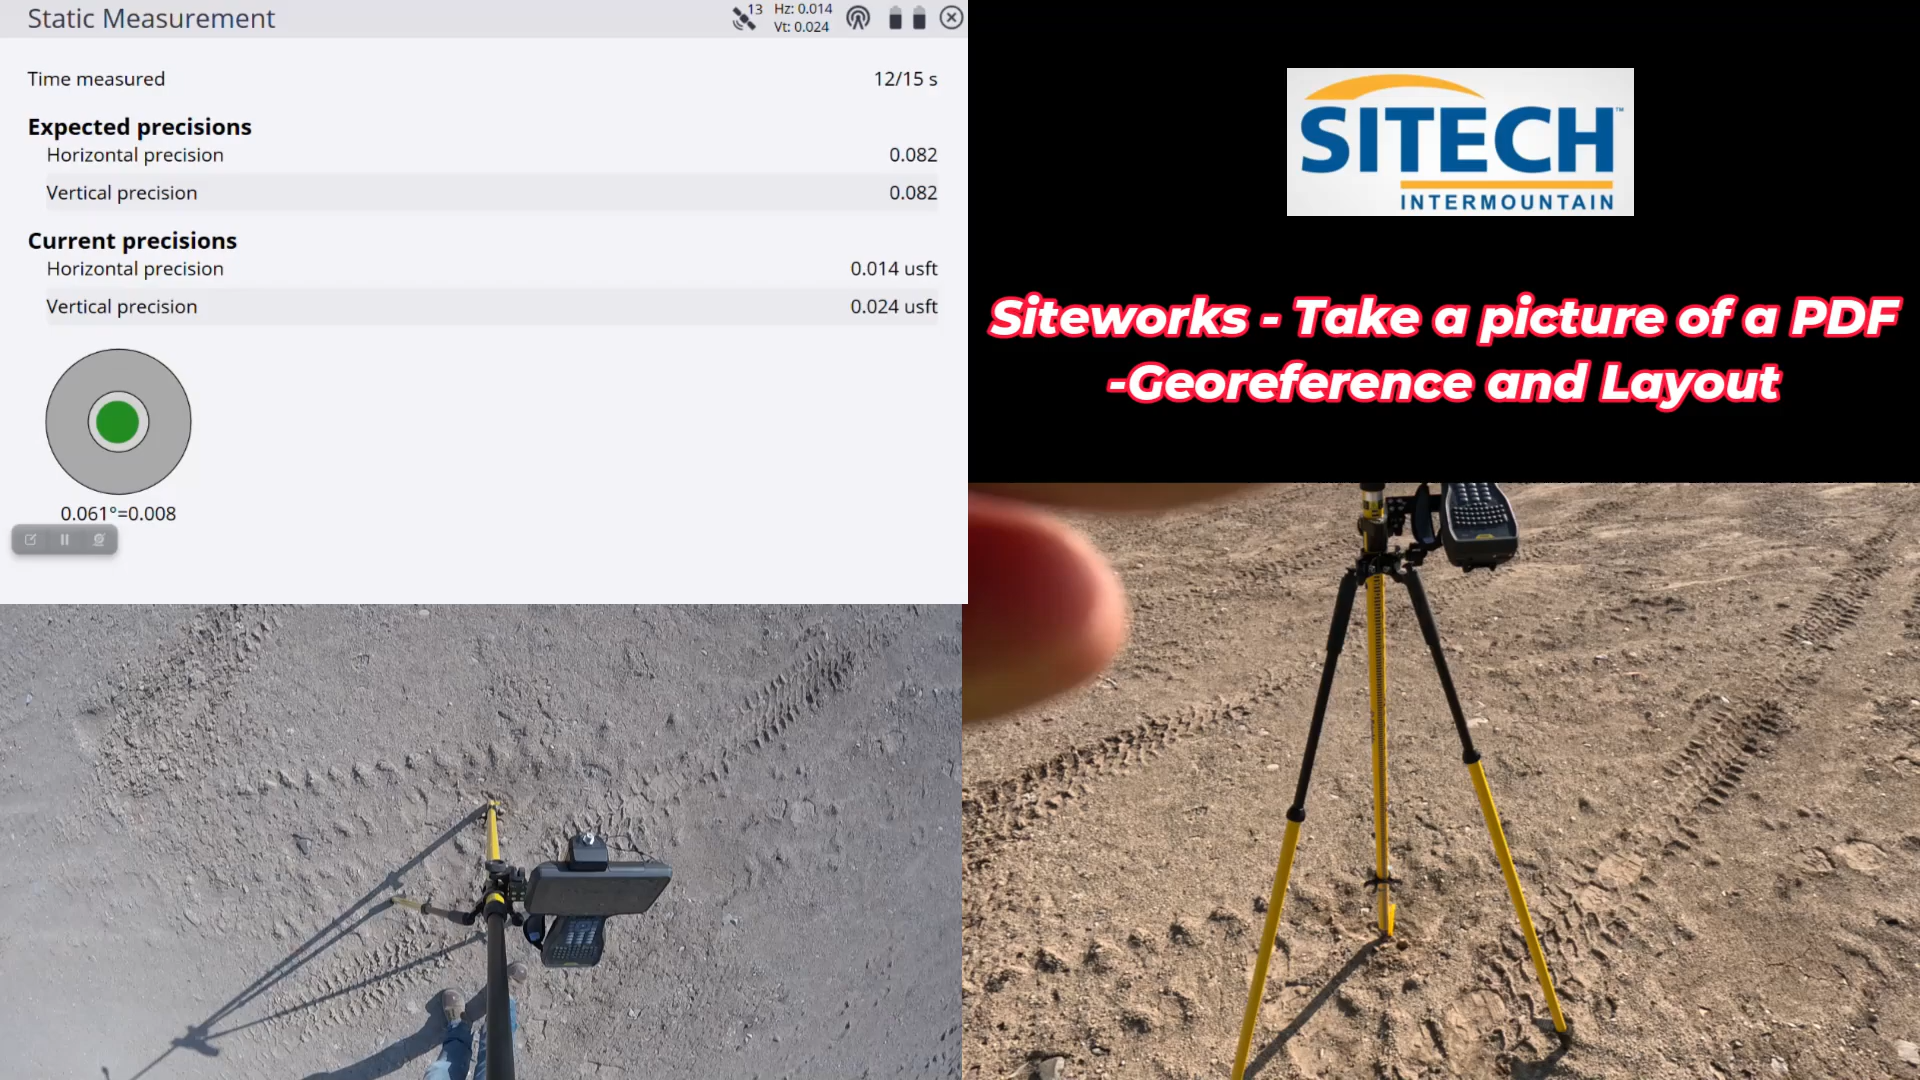 Static Measurement
13
Hz: 0.014
Vt: 0.024
Time measured 12/15 s
Expected precisions
Horizontal precision 0.082
Vertical precision 0.082
Current precisions
Horizontal precision 0.014 usft
Vertical precision 0.024 usft
0.061°=0.008
SITECH™
INTERMOUNTAIN
Siteworks - Take a picture of a PDF
-Georeference and Layout